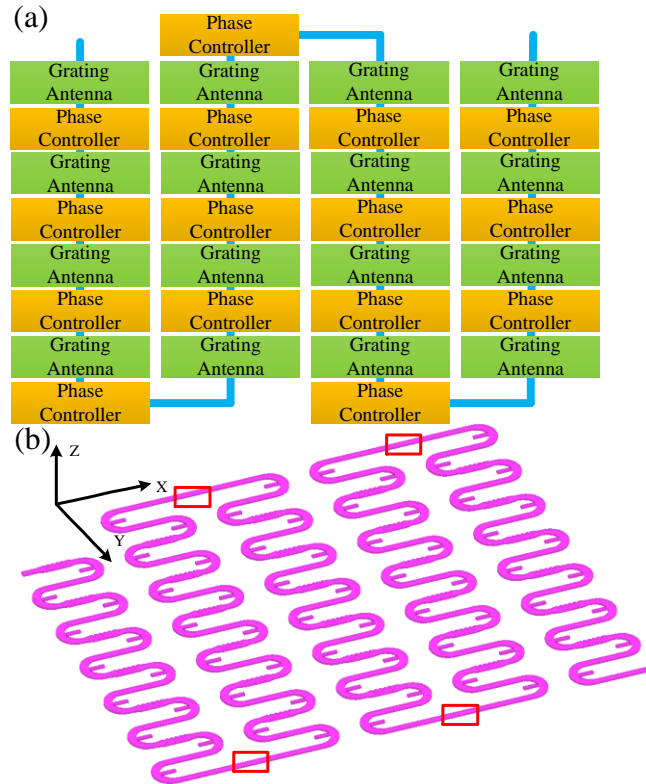 (a)
Phase
Controller
Grating
Antenna
Grating
Antenna
Grating
Antenna
Grating
Antenna
Phase
Controller
Phase
Controller
Phase
Controller
Phase
Controller
Grating
Antenna
Grating
Antenna
Grating
Antenna
Grating
Antenna
Phase
Controller
Phase
Controller
Phase
Controller
Phase
Controller
Grating
Antenna
Grating
Antenna
Grating
Antenna
Grating
Antenna
Phase
Controller
Phase
Controller
Phase
Controller
Phase
Controller
Grating
Antenna
Grating
Antenna
Grating
Antenna
Grating
Antenna
Phase
Controller
Phase
Controller
(b)
Z
X
Y